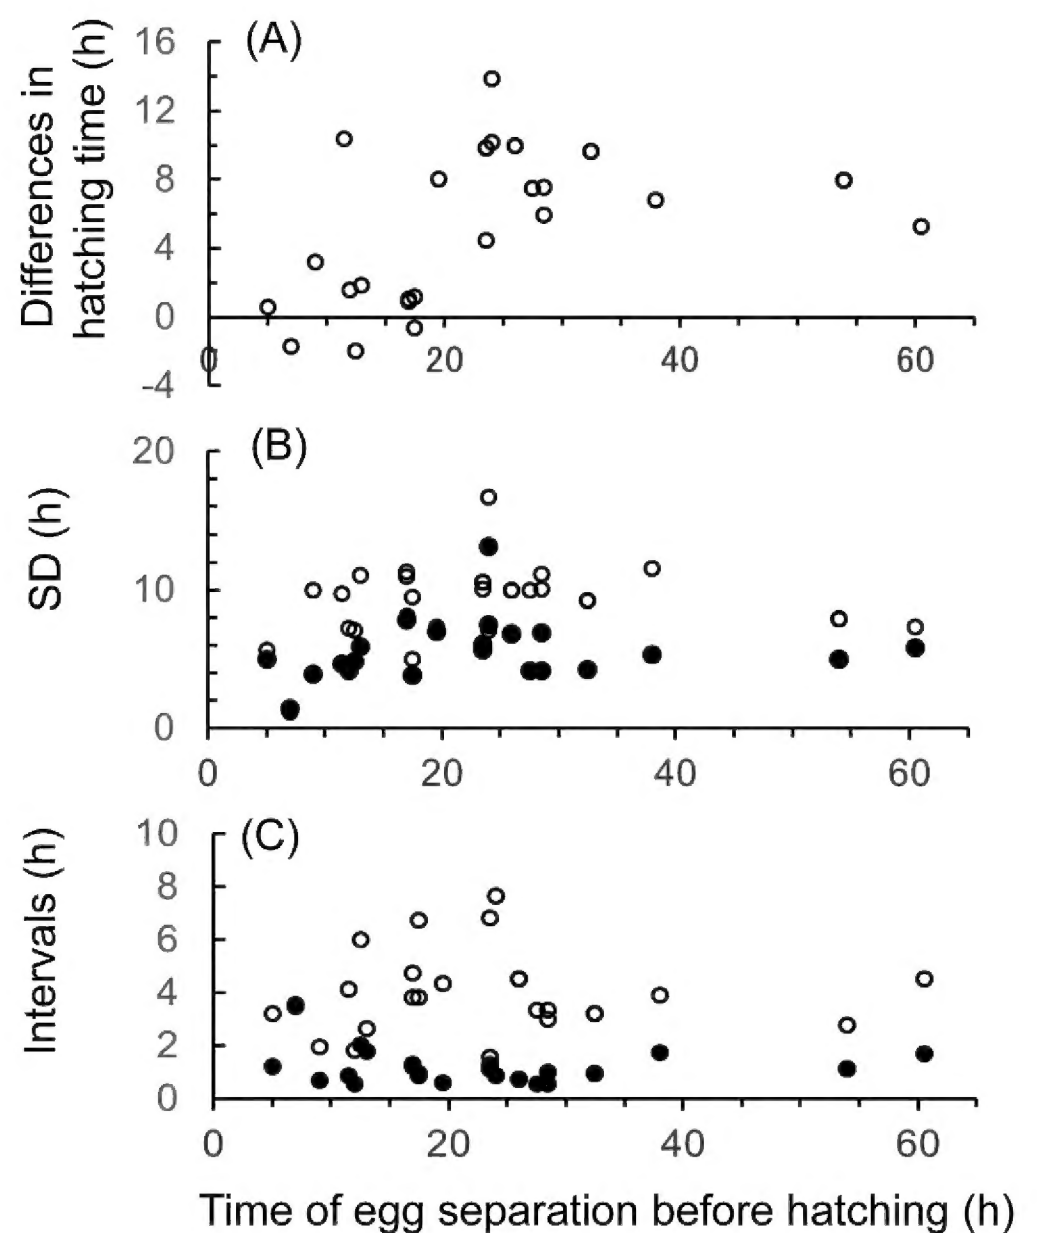 (A)
Differences in
hatching time (h)
16
12
8
4
0
-4
0 20 40 60
(B)
SD (h)
20
10
0
0 20 40 60
(C)
Intervals (h)
10
8
6
4
2
0
0 20 40 60
Time of egg separation before hatching (h)